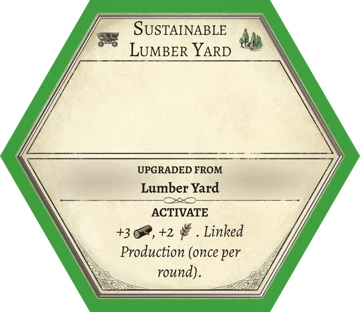 SUSTAINABLE
LUMBER YARD
UPGRADED FROM
Lumber Yard
ACTIVATE
+3 , +2 . Linked
Production (once per
round).